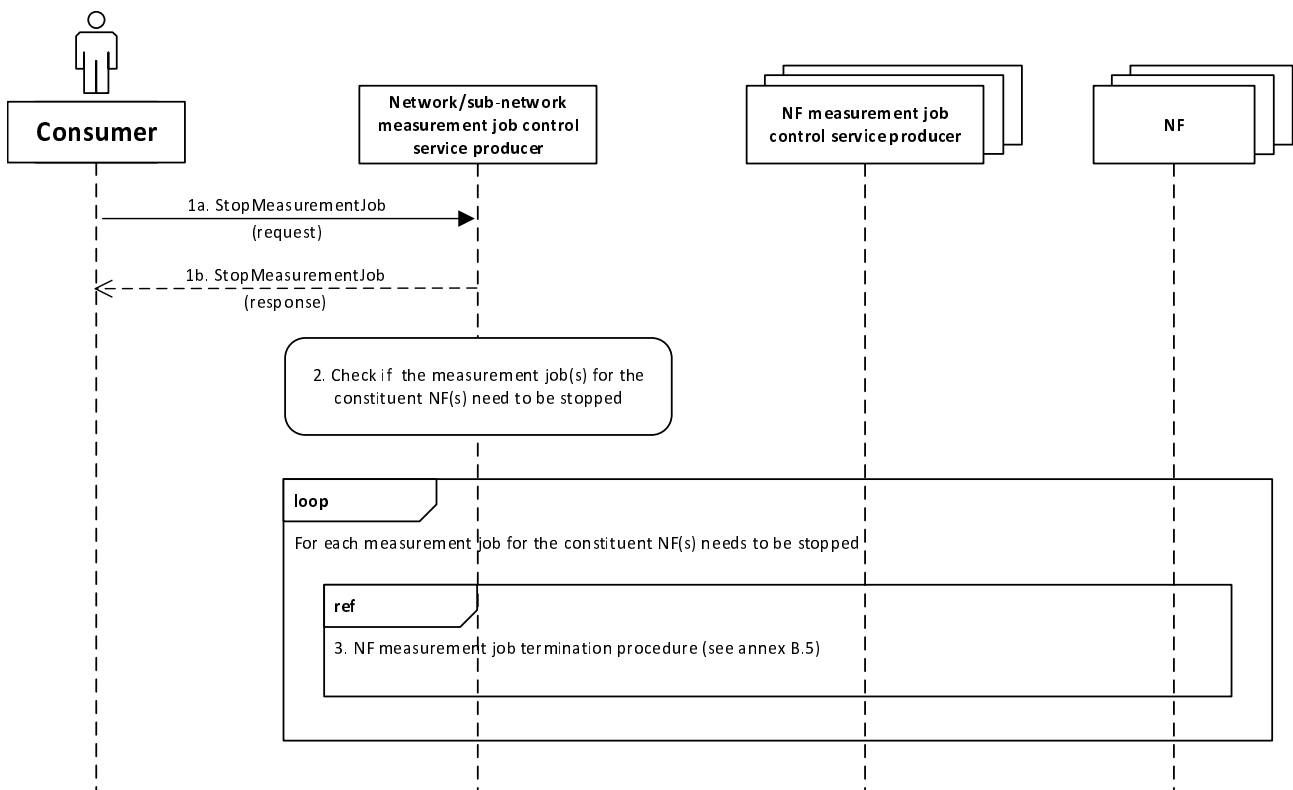 Consumer
Network/sub-network
measurement job control
service producer
NF measurement job
control service producer
NF
1a. StopMeasurementJob
(request)
1b. StopMeasurementJob
(response)
2. Check if the measurement job(s) for the
constituent NF(s) need to be stopped
loop
For each measurement job for the constituent NF(s) needs to be stopped
ref
3. NF measurement job termination procedure (see annex B.5)